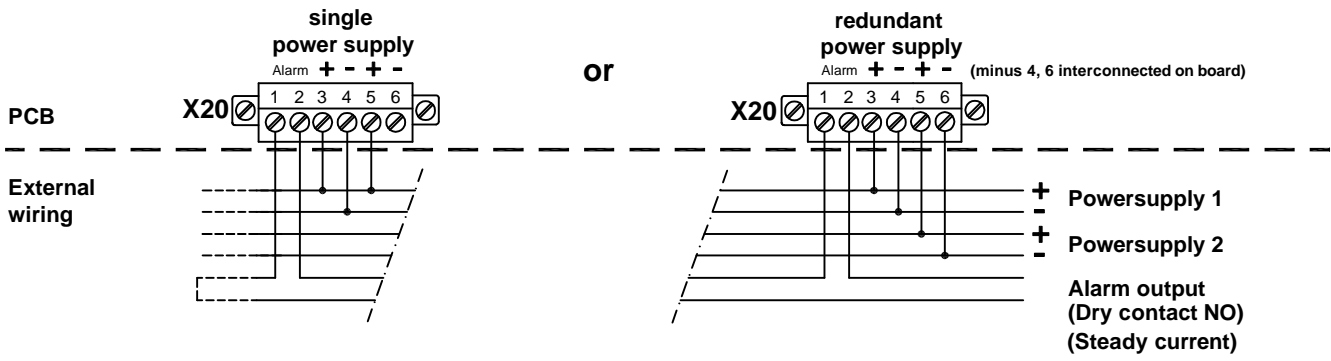 single
power supply
Alarm + - + -
1 2 3 4 5 6
X20
or
redundant
power supply
Alarm + - + - (minus 4, 6 interconnected on board)
1 2 3 4 5 6
X20
PCB
External
wiring
+ Powersupply 1
-
+ Powersupply 2
-
Alarm output
(Dry contact NO)
(Steady current)